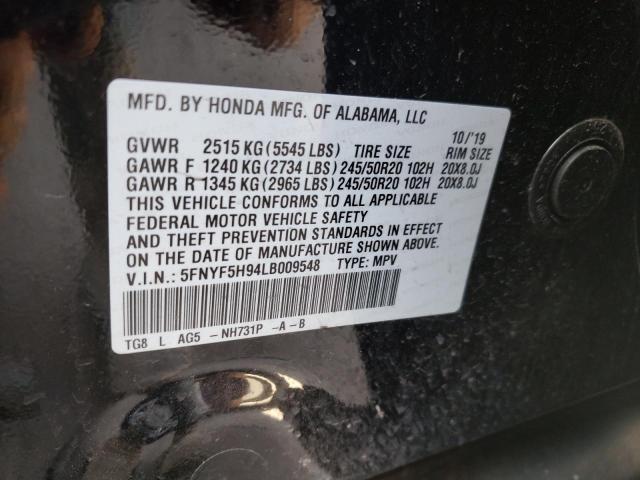 MFD. BY HONDA MFG. OF ALABAMA, LLC
10/'19
GVWR 2515 KG (5545 LBS) TIRE SIZE RIM SIZE
GAWR F 1240 KG (2734 LBS) 245/50R20 102H 20X8.0J
GAWR R 1345 KG (2965 LBS) 245/50R20 102H 20X8.0J
THIS VEHICLE CONFORMS TO ALL APPLICABLE
FEDERAL MOTOR VEHICLE SAFETY
AND THEFT PREVENTION STANDARDS IN EFFECT
ON THE DATE OF MANUFACTURE SHOWN ABOVE.
V.I.N.: 5FNYF5H94LB009548 TYPE: MPV
TG8 L AG5 -NH731P -A-B